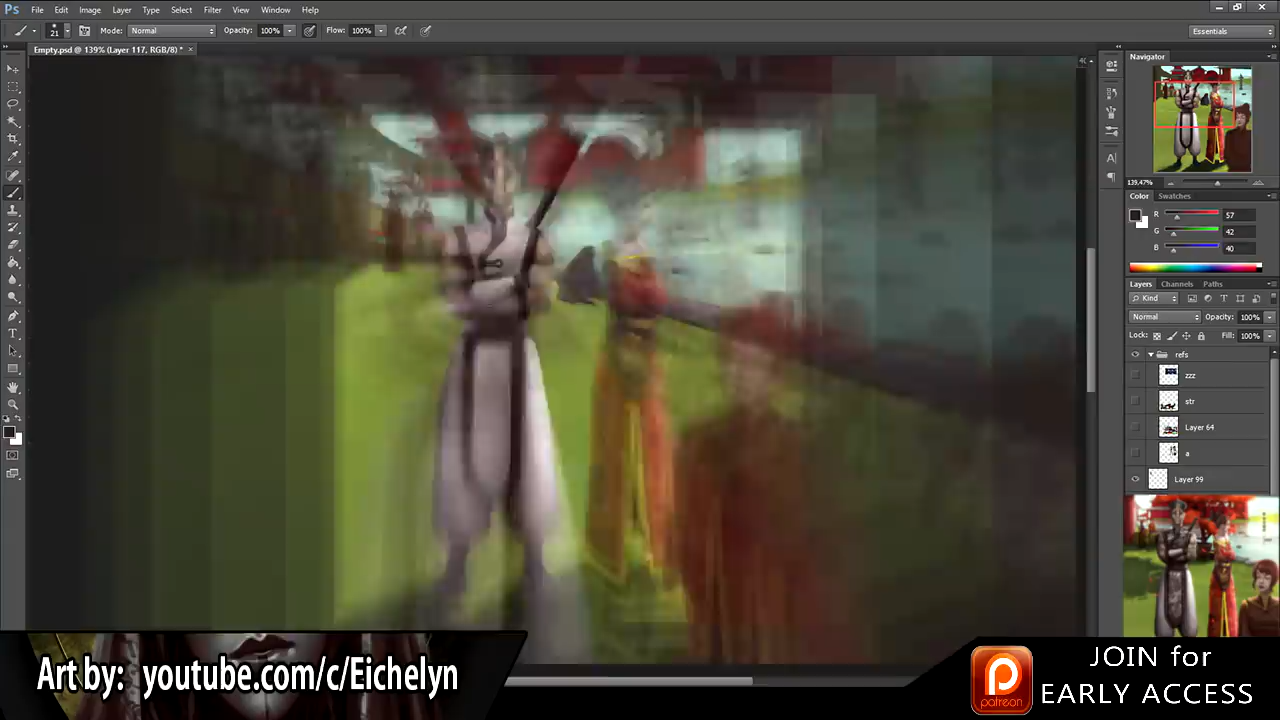 Ps File Edit Image Layer Type Select Filter View Window Help
21 Mode: Normal Opacity: 100% Flow: 100% Essentials
Empty.psd @ 139% (Layer 117, RGB/8) * ×
Navigator
139,47%
Color Swatches
R 57
G 42
B 40
Layers Channels Paths
Kind
Normal Opacity: 100%
Lock: Fill: 100%
refs
zzz
str
Layer 64
a
Layer 99
Art by: youtube.com/c/Eichelyn
JOIN for
EARLY ACCESS
patreon